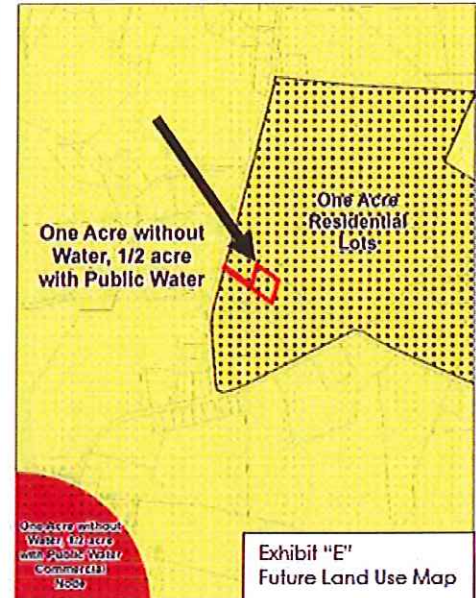 One Acre
Residential
Lots
One Acre without
Water, 1/2 acre
with Public Water
One Acre without
Water, 1/2 acre
with Public Water
Commercial
Node
Exhibit "E"
Future Land Use Map